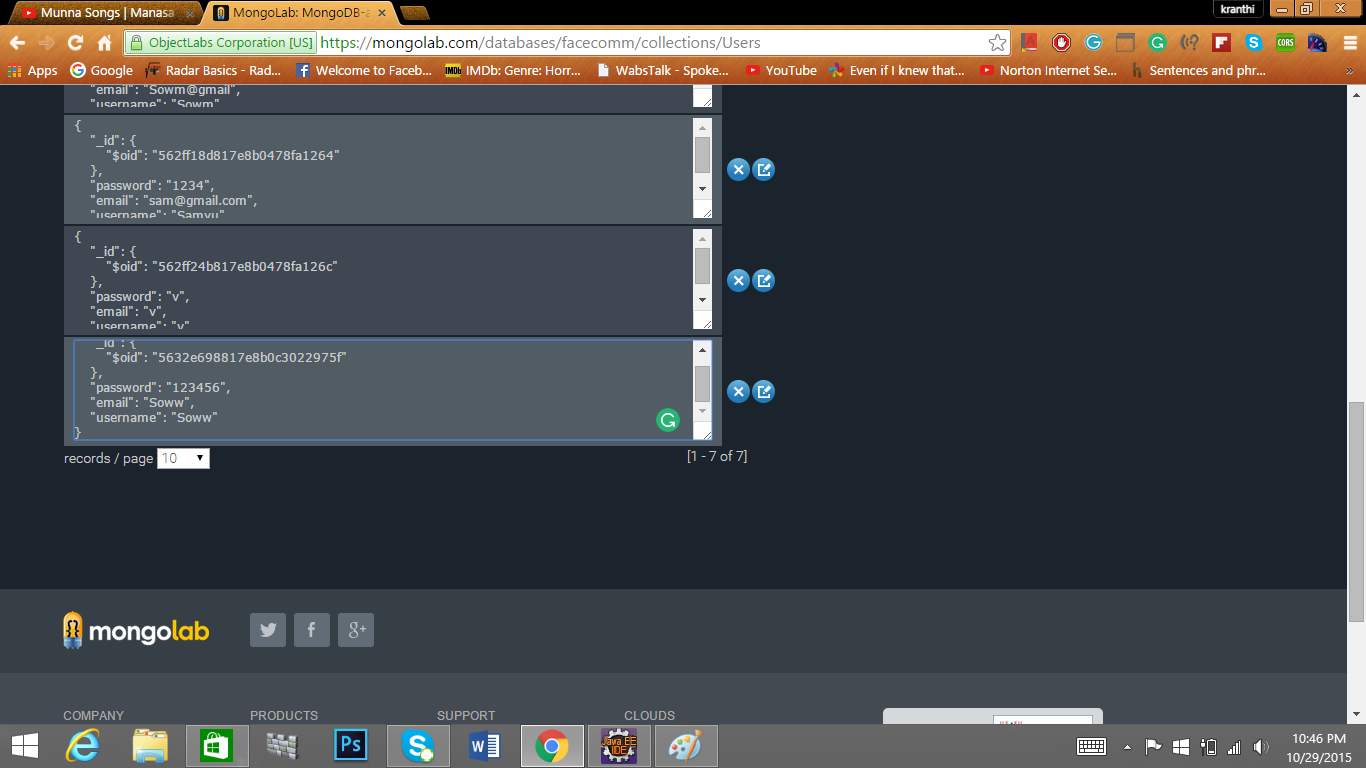 Munna Songs | Manasa
MongoLab: MongoDB-a
kranthi
ObjectLabs Corporation [US]
https://mongolab.com/databases/facecomm/collections/Users
Apps
Google
Radar Basics - Rad...
Welcome to Faceb...
IMDb: Genre: Horr...
WabsTalk - Spoke...
YouTube
Even if I knew that...
Norton Internet Se...
Sentences and phr...
"email": "Sowm@gmail",
"username": "Sowm"
{
"_id": {
"$oid": "562ff18d817e8b0478fa1264"
},
"password": "1234",
"email": "sam@gmail.com",
"username": "Samyu"
{
"_id": {
"$oid": "562ff24b817e8b0478fa126c"
},
"password": "v",
"email": "v",
"username": "v"
"_id": {
"$oid": "5632e698817e8b0c3022975f"
},
"password": "123456",
"email": "Soww",
"username": "Soww"
}
records / page 10
[1 - 7 of 7]
mongolab
COMPANY
PRODUCTS
SUPPORT
CLOUDS
Java EE
IDE
10:46 PM
10/29/2015